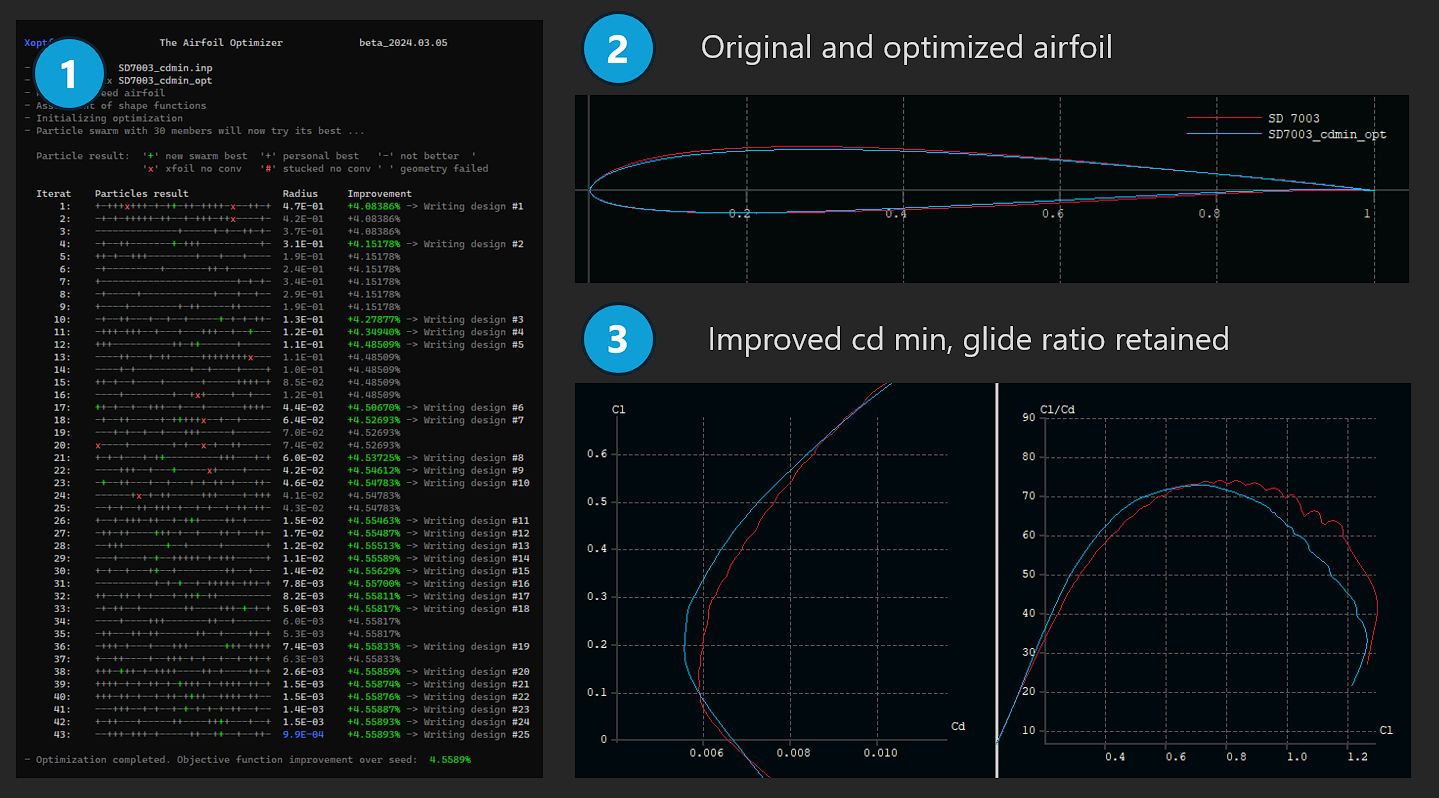 The Airfoil Optimizer beta_2024.03.05
1
- SD7003_cdmin.inp
- SD7003_cdmin_opt
- airfoil
- of shape functions
- Initializing optimization
- Particle swarm with 30 members will now try its best ...
Particle result: '+' new swarm best '+' personal best '-' not better '
'x' xfoil no conv '#' stucked no conv ' ' geometry failed
Iterat Particles result Radius Improvement
1: 4.7E-01 +4.08386% -> Writing design #1
2: 4.2E-01 +4.08386%
3: 3.7E-01 +4.08386%
4: 3.1E-01 +4.15178% -> Writing design #2
5: 1.9E-01 +4.15178%
6: 2.4E-01 +4.15178%
7: 3.4E-01 +4.15178%
8: 2.9E-01 +4.15178%
9: 1.9E-01 +4.15178%
10: 1.3E-01 +4.27877% -> Writing design #3
11: 1.2E-01 +4.34940% -> Writing design #4
12: 1.1E-01 +4.48509% -> Writing design #5
13: 1.1E-01 +4.48509%
14: 1.0E-01 +4.48509%
15: 8.5E-02 +4.48509%
16: 1.2E-01 +4.48509%
17: 4.4E-02 +4.50670% -> Writing design #6
18: 6.4E-02 +4.52693% -> Writing design #7
19: 7.0E-02 +4.52693%
20: 7.4E-02 +4.52693%
21: 6.0E-02 +4.53725% -> Writing design #8
22: 4.2E-02 +4.54612% -> Writing design #9
23: 4.6E-02 +4.54783% -> Writing design #10
24: 4.1E-02 +4.54783%
25: 4.3E-02 +4.54783%
26: 1.5E-02 +4.55463% -> Writing design #11
27: 1.7E-02 +4.55487% -> Writing design #12
28: 1.2E-02 +4.55513% -> Writing design #13
29: 1.1E-02 +4.55589% -> Writing design #14
30: 1.4E-02 +4.55629% -> Writing design #15
31: 7.8E-03 +4.55700% -> Writing design #16
32: 8.2E-03 +4.55811% -> Writing design #17
33: 5.0E-03 +4.55817% -> Writing design #18
34: 6.0E-03 +4.55817%
35: 5.3E-03 +4.55817%
36: 7.4E-03 +4.55833% -> Writing design #19
37: 6.3E-03 +4.55833%
38: 2.6E-03 +4.55859% -> Writing design #20
39: 1.5E-03 +4.55874% -> Writing design #21
40: 1.5E-03 +4.55876% -> Writing design #22
41: 1.4E-03 +4.55887% -> Writing design #23
42: 1.5E-03 +4.55893% -> Writing design #24
43: 9.9E-04 +4.55893% -> Writing design #25
- Optimization completed. Objective function improvement over seed: 4.5589%
2 Original and optimized airfoil
SD 7003
SD7003_cdmin_opt
0.2 0.4 0.6 0.8 1
3 Improved cd min, glide ratio retained
Cl
0.6
0.5
0.4
0.3
0.2
0.1
0
Cd
0.006 0.008 0.010
Cl/Cd
90
80
70
60
50
40
30
20
10
Cl
0.4 0.6 0.8 1.0 1.2